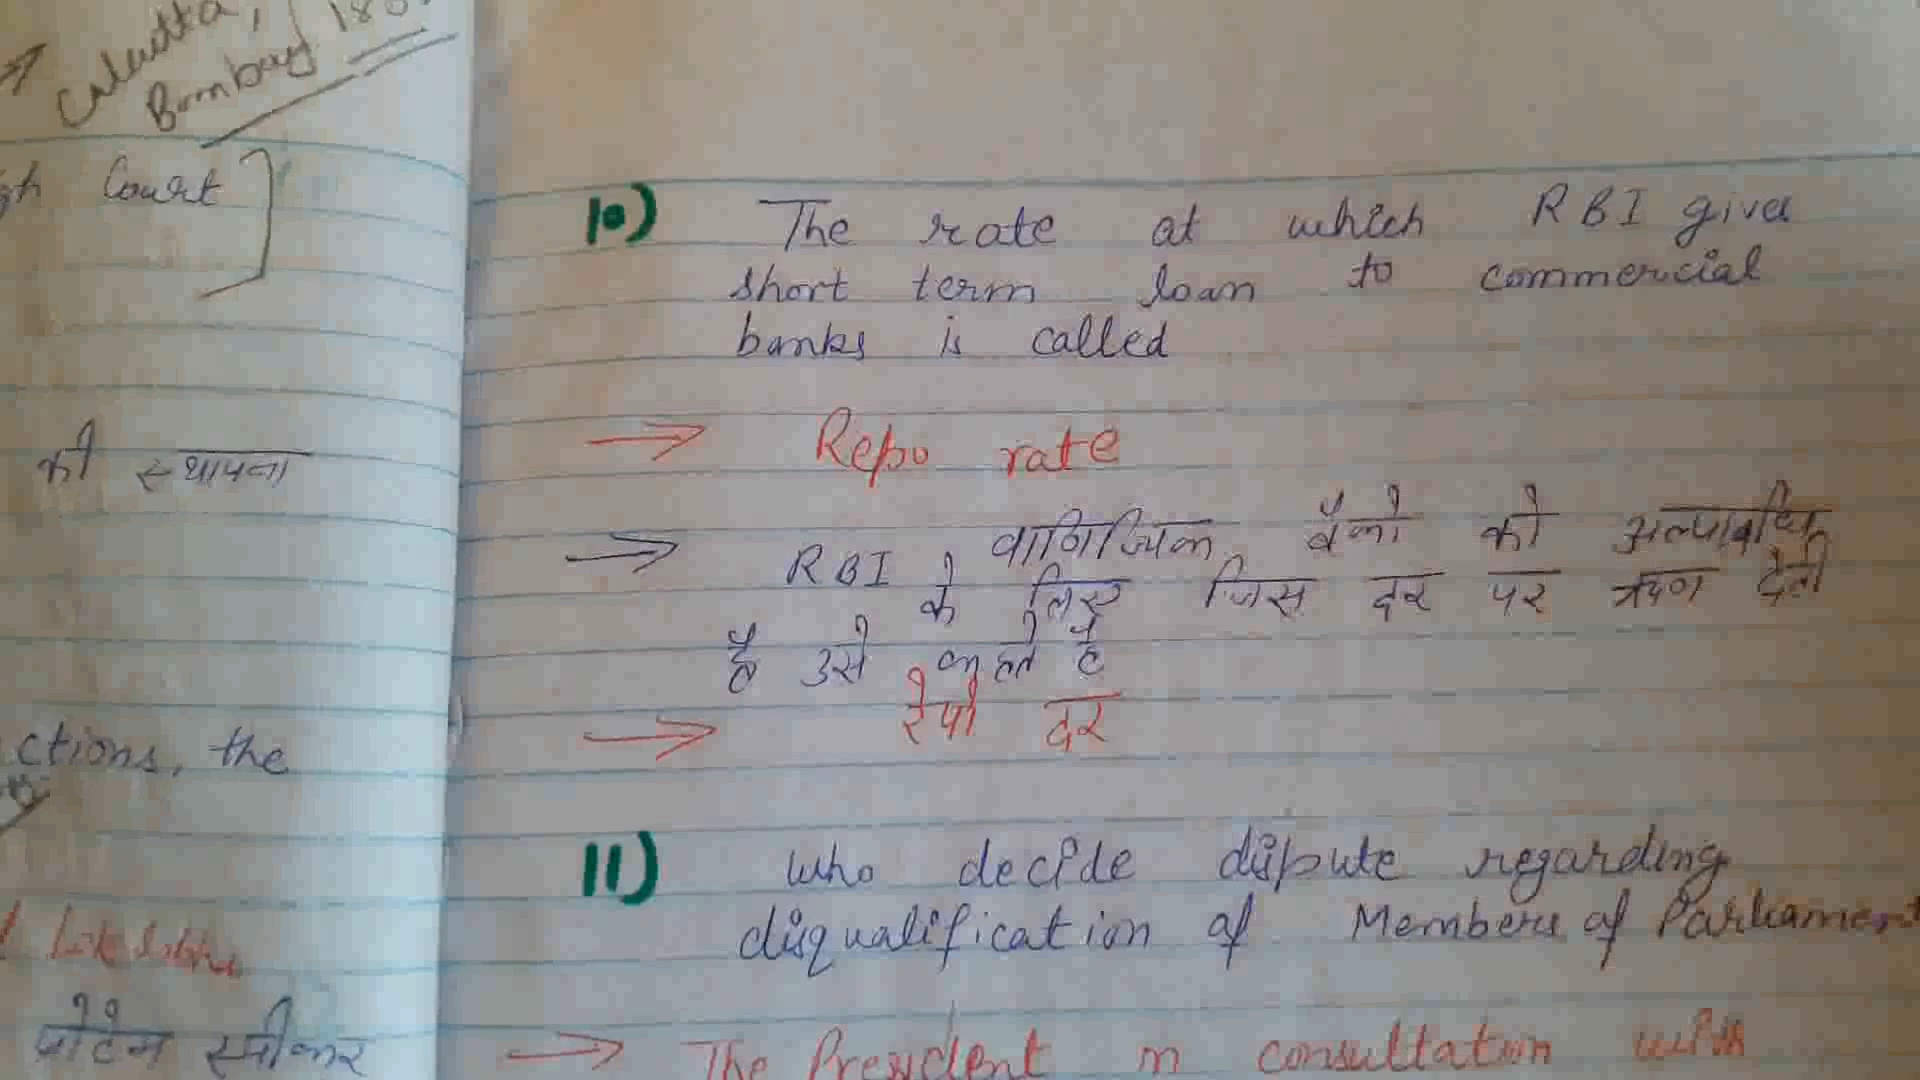 Calcutta,
Bombay
Court
की स्थापना
ctions, the
Lok Sabha
प्रोटेम स्पीकर
10) The rate at which RBI gives
short term loan to commercial
banks is called
→ Repo rate
→ RBI वाणिज्यिक बैंको को अल्पावधि
के लिए जिस दर पर ऋण देती
है उसे कहते है
→ रेपो दर
11) Who decide dispute regarding
disqualification of Members of Parliament
→ The President in consultation with